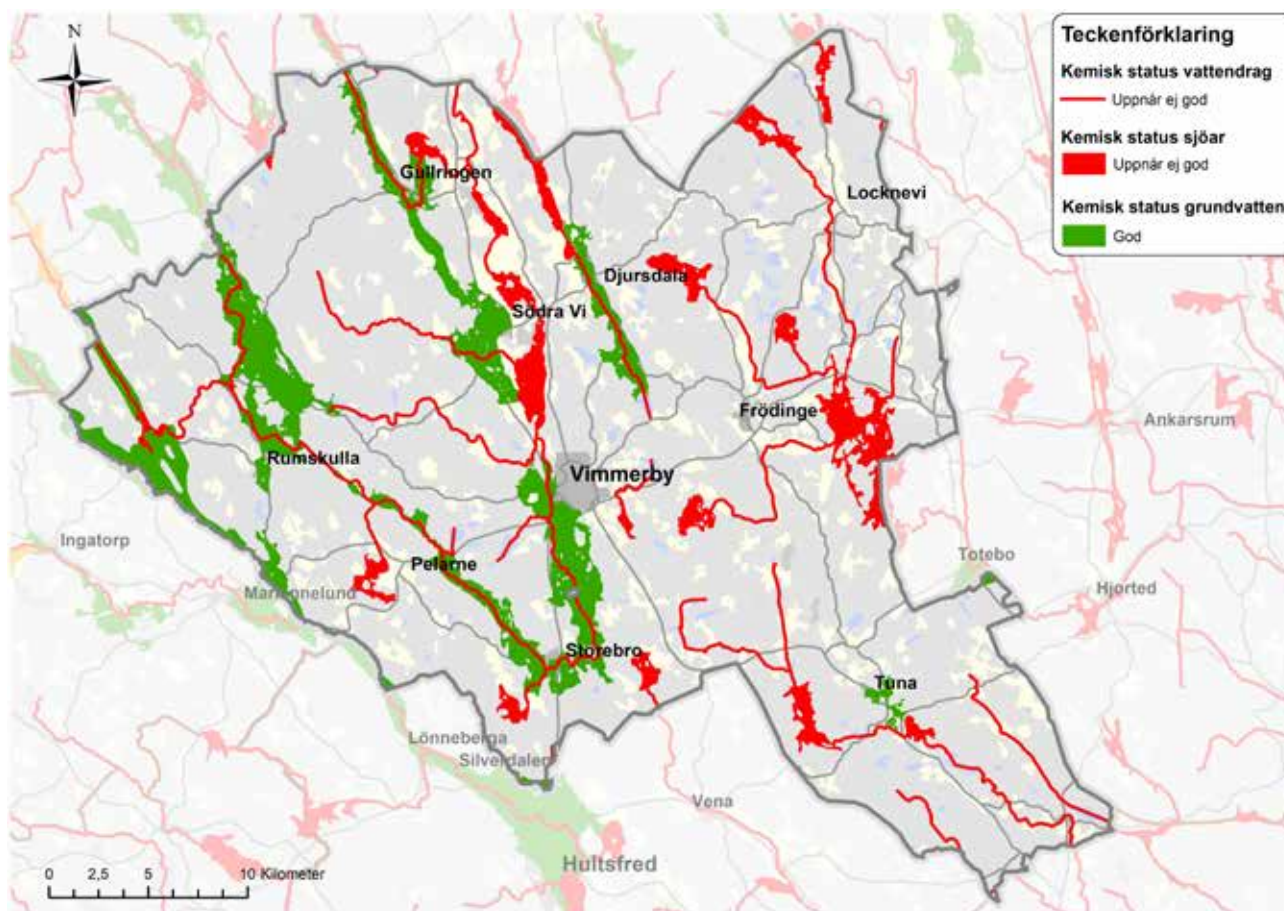 N
Teckenförklaring
Kemisk status vattendrag
Uppnår ej god
Kemisk status sjöar
Uppnår ej god
Kemisk status grundvatten
God
Gullringen
Locknevi
Djursdala
Södra Vi
Frödinge
Ankarsrum
Rumskulla
Vimmerby
Ingatorp
Pelarne
Totebo
Mariannelund
Hjorted
Storebro
Tuna
Lönneberga
Silverdalen
Vena
Hultsfred
0 2,5 5 10 Kilometer